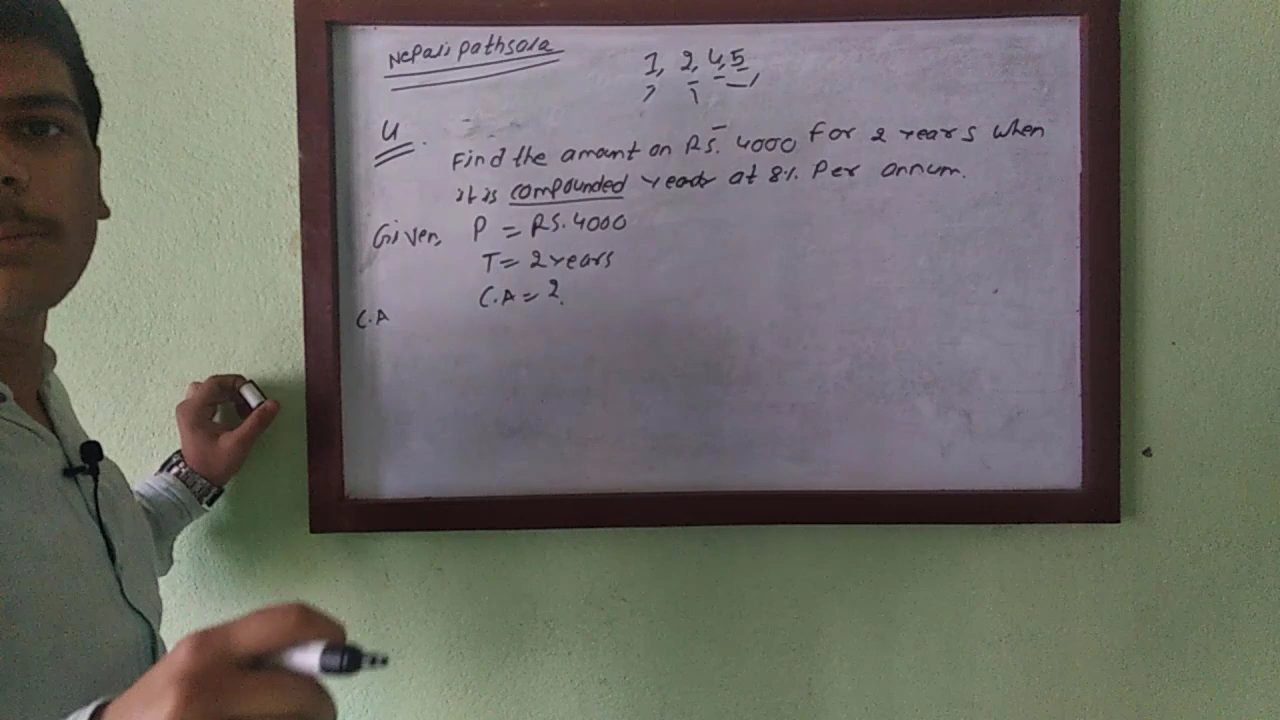 Nepali pathsora
1, 2, 4, 5
4.
Find the amount on Rs. 4000 for 2 years when
it is compounded yearly at 8% per annum.
Given, P = Rs. 4000
T = 2 years
C.A = ?
C.A